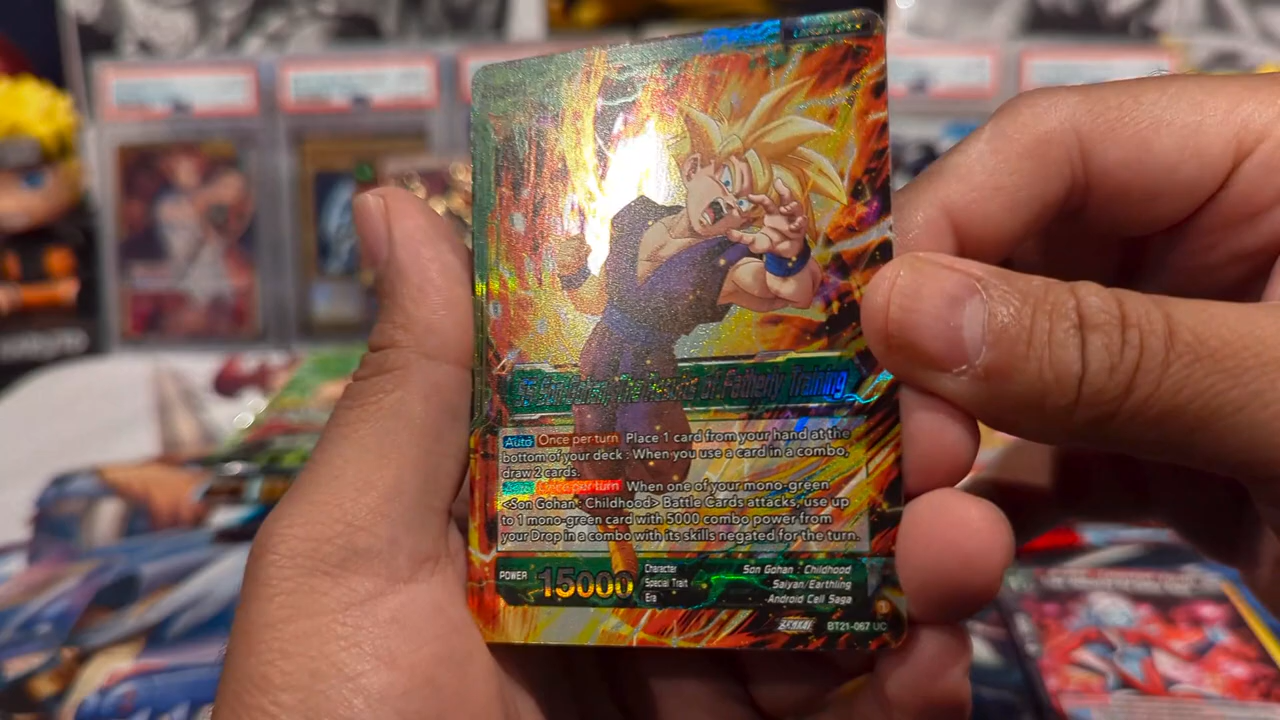 SS Son Gohan, The Results of Fatherly Training
Auto Once per turn Place 1 card from your hand at the
bottom of your deck : When you use a card in a combo,
draw 2 cards.
Auto Once per turn When one of your mono-green
<Son Gohan : Childhood> Battle Cards attacks, use up
to 1 mono-green card with 5000 combo power from
your Drop in a combo with its skills negated for the turn.
POWER 15000
Character Son Gohan : Childhood
Special Trait Saiyan/Earthling
Era Android Cell Saga
BT21-067 UC